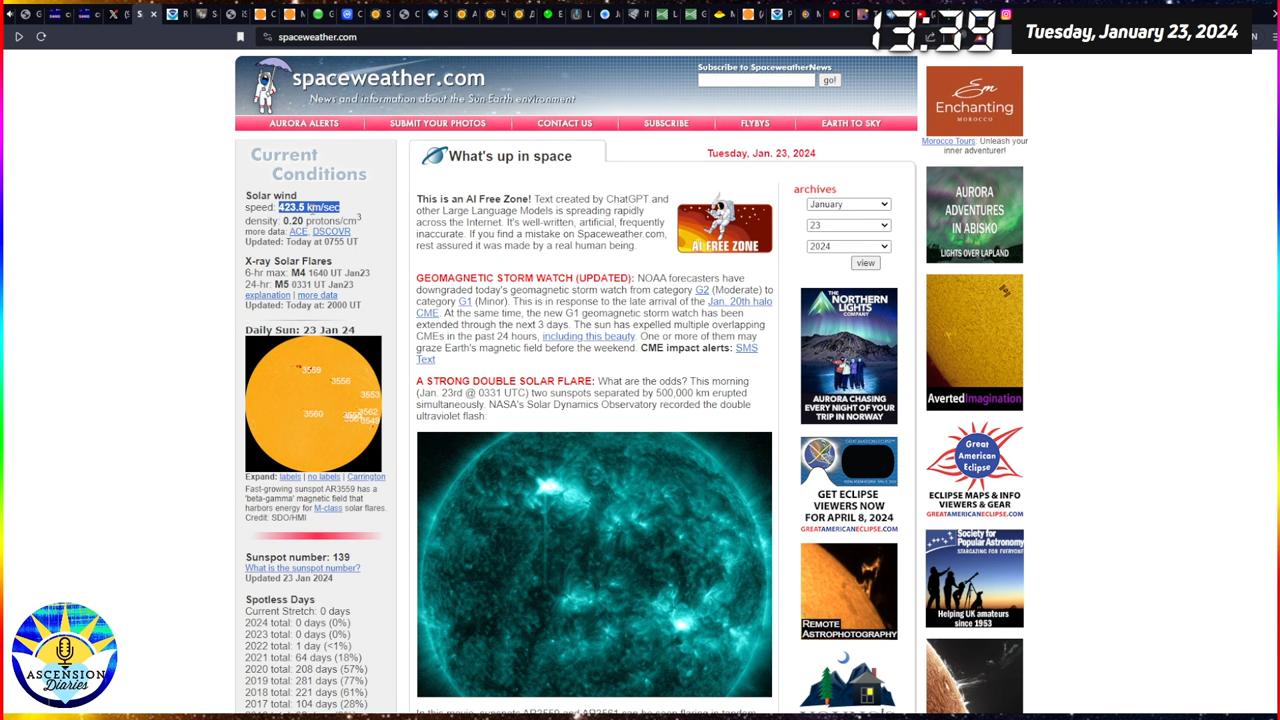 13:39
Tuesday, January 23, 2024
spaceweather.com
spaceweather.com
News and information about the Sun Earth environment
Subscribe to SpaceweatherNews
go!
AURORA ALERTS
SUBMIT YOUR PHOTOS
CONTACT US
SUBSCRIBE
FLYBYS
EARTH TO SKY
Current
Conditions
Solar wind
speed: 423.5 km/sec
density: 0.20 protons/cm3
more data: ACE, DSCOVR
Updated: Today at 0755 UT
X-ray Solar Flares
6-hr max: M4 1640 UT Jan23
24-hr: M5 0331 UT Jan23
explanation | more data
Updated: Today at: 2000 UT
Daily Sun: 23 Jan 24
3559
3556
3553
3562
3560
Expand: labels | no labels | Carrington
Fast-growing sunspot AR3559 has a
'beta-gamma' magnetic field that
harbors energy for M-class solar flares.
Credit: SDO/HMI
Sunspot number: 139
What is the sunspot number?
Updated 23 Jan 2024
Spotless Days
Current Stretch: 0 days
2024 total: 0 days (0%)
2023 total: 0 days (0%)
2022 total: 1 day (<1%)
2021 total: 64 days (18%)
2020 total: 208 days (57%)
2019 total: 281 days (77%)
2018 total: 221 days (61%)
2017 total: 104 days (28%)
What's up in space
Tuesday, Jan. 23, 2024
This is an AI Free Zone! Text created by ChatGPT and
other Large Language Models is spreading rapidly
across the Internet. It's well-written, artificial, frequently
inaccurate. If you find a mistake on Spaceweather.com,
rest assured it was made by a real human being.
AI FREE ZONE
GEOMAGNETIC STORM WATCH (UPDATED): NOAA forecasters have
downgraded today's geomagnetic storm watch from category G2 (Moderate) to
category G1 (Minor). This is in response to the late arrival of the Jan. 20th halo
CME. At the same time, the new G1 geomagnetic storm watch has been
extended through the next 3 days. The sun has expelled multiple overlapping
CMEs in the past 24 hours, including this beauty. One or more of them may
graze Earth's magnetic field before the weekend. CME impact alerts: SMS
Text
A STRONG DOUBLE SOLAR FLARE: What are the odds? This morning
(Jan. 23rd @ 0331 UTC) two sunspots separated by 500,000 km erupted
simultaneously. NASA's Solar Dynamics Observatory recorded the double
ultraviolet flash:
archives
January
23
2024
view
THE
NORTHERN
LIGHTS
COMPANY
AURORA CHASING
EVERY NIGHT OF YOUR
TRIP IN NORWAY
GET ECLIPSE
VIEWERS NOW
FOR APRIL 8, 2024
GREATAMERICANECLIPSE.COM
REMOTE
ASTROPHOTOGRAPHY
Em
Enchanting
MOROCCO
Morocco Tours: Unleash your
inner adventurer!
AURORA
ADVENTURES
IN ABISKO
LIGHTS OVER LAPLAND
AvertedImagination
Great
American
Eclipse
ECLIPSE MAPS & INFO
VIEWERS & GEAR
GREATAMERICANECLIPSE.COM
Society for
Popular Astronomy
STARGAZING FOR EVERYONE
Helping UK amateurs
since 1953
ASCENSION
Diaries